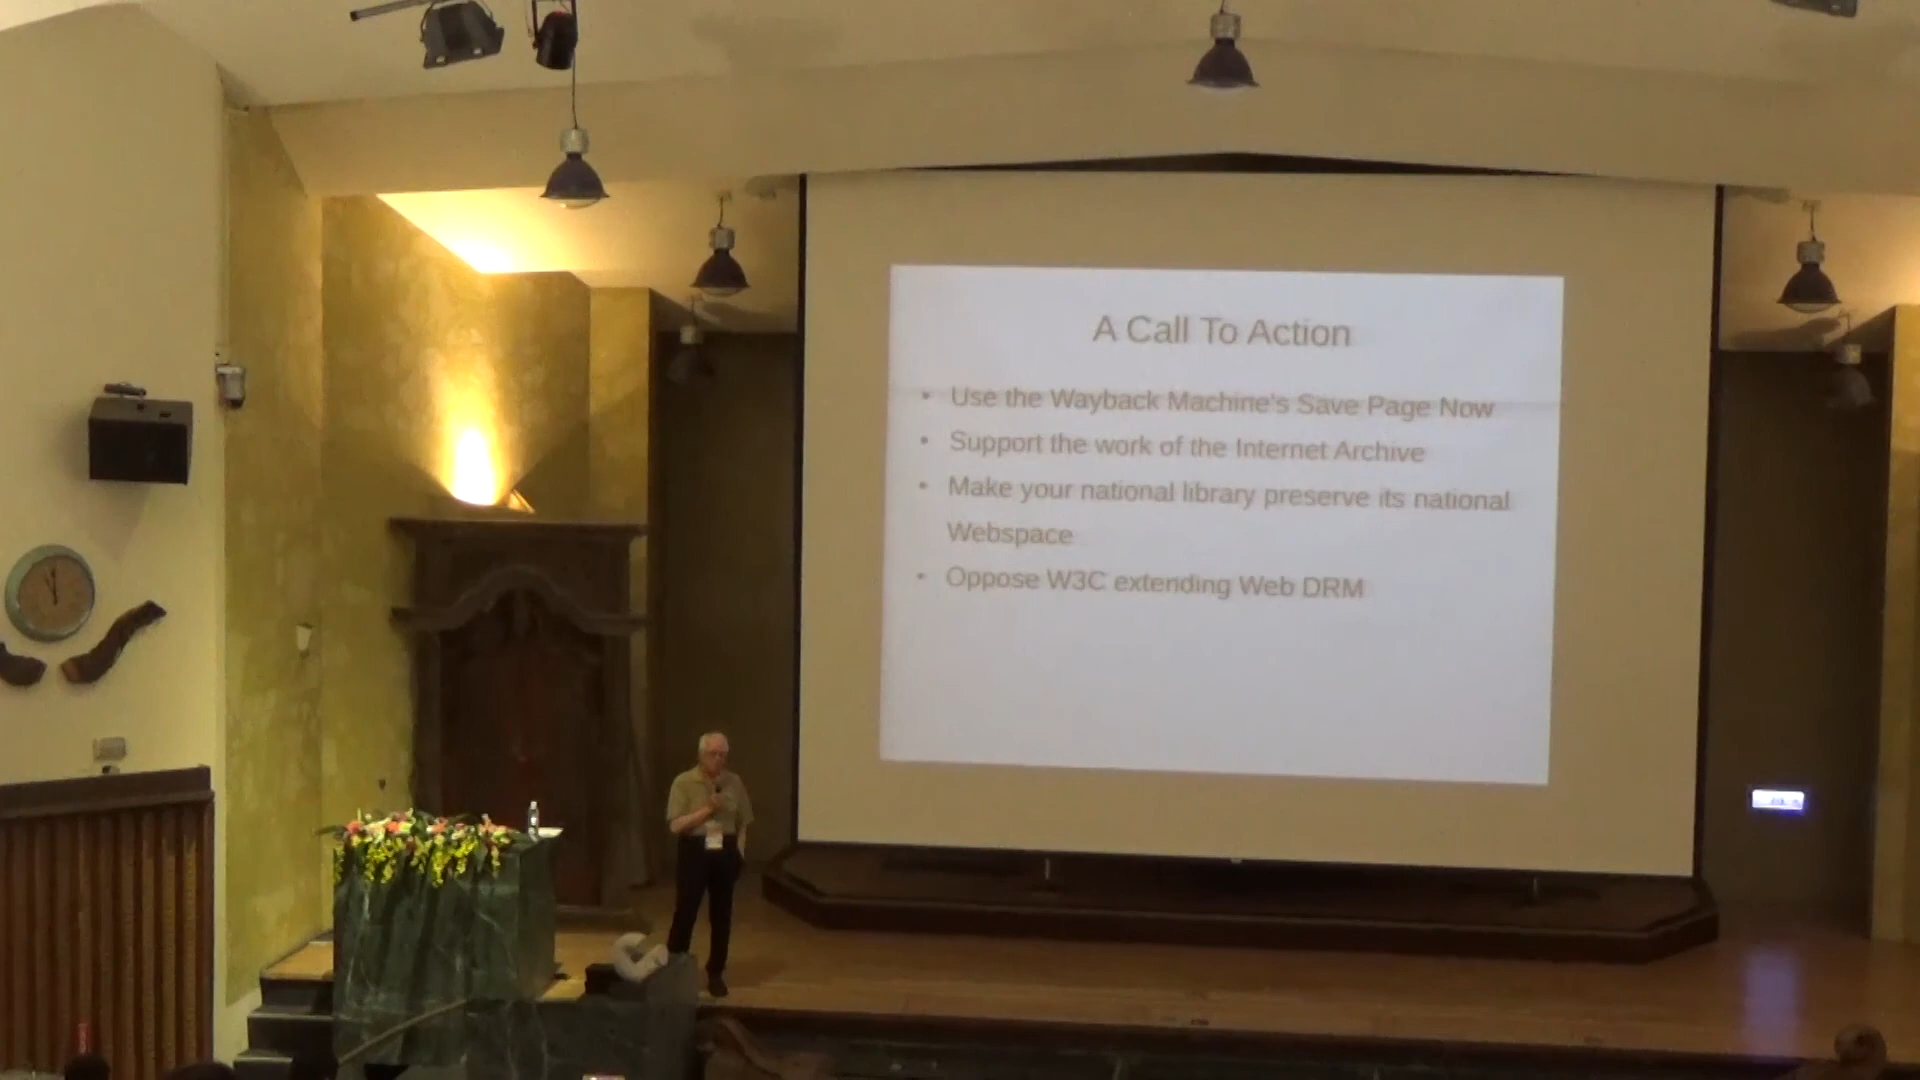 A Call To Action
• Use the Wayback Machine's Save Page Now
• Support the work of the Internet Archive
• Make your national library preserve its national
Webspace
• Oppose W3C extending Web DRM